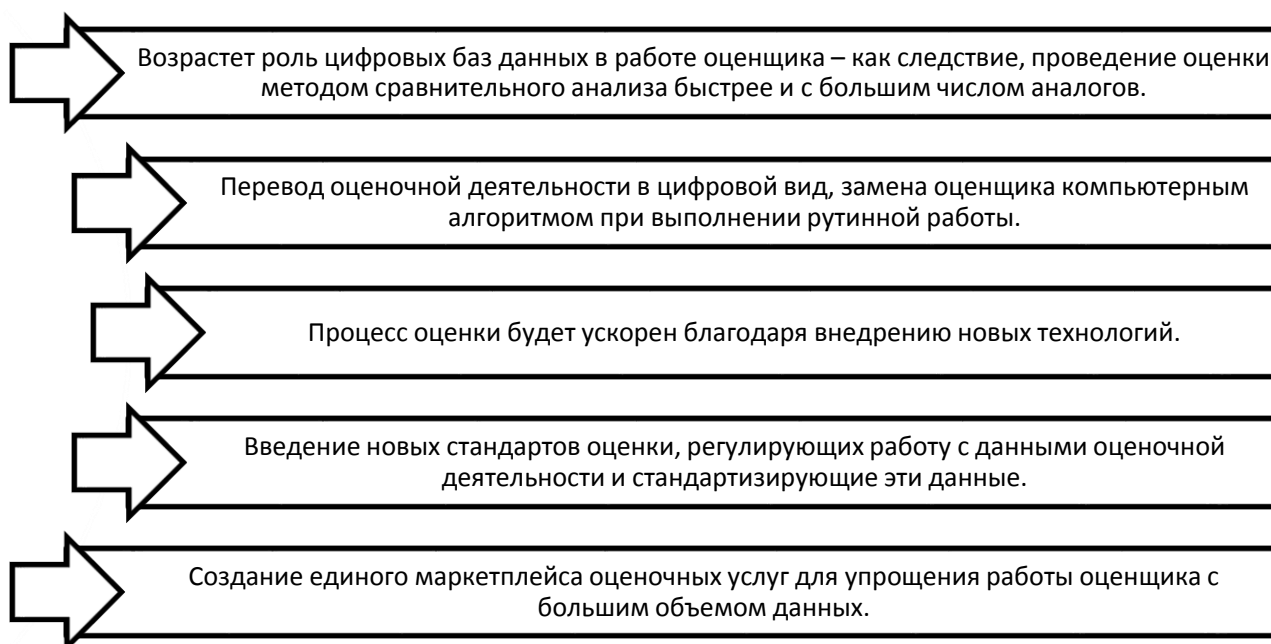 Возрастет роль цифровых баз данных в работе оценщика – как следствие, проведение оценки
методом сравнительного анализа быстрее и с большим числом аналогов.
Перевод оценочной деятельности в цифровой вид, замена оценщика компьютерным
алгоритмом при выполнении рутинной работы.
Процесс оценки будет ускорен благодаря внедрению новых технологий.
Введение новых стандартов оценки, регулирующих работу с данными оценочной
деятельности и стандартизирующие эти данные.
Создание единого маркетплейса оценочных услуг для упрощения работы оценщика с
большим объемом данных.